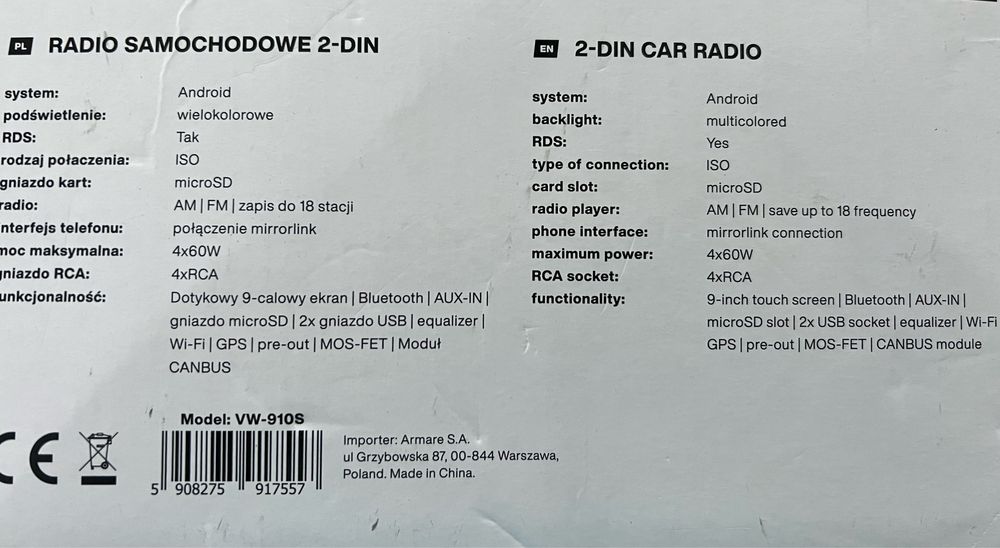 PL RADIO SAMOCHODOWE 2-DIN
system: Android
podświetlenie: wielokolorowe
RDS: Tak
rodzaj połaczenia: ISO
gniazdo kart: microSD
radio: AM | FM | zapis do 18 stacji
nterfejs telefonu: połączenie mirrorlink
moc maksymalna: 4x60W
gniazdo RCA: 4xRCA
unkcjonalność: Dotykowy 9-calowy ekran | Bluetooth | AUX-IN |
gniazdo microSD | 2x gniazdo USB | equalizer |
Wi-Fi | GPS | pre-out | MOS-FET | Moduł
CANBUS
EN 2-DIN CAR RADIO
system: Android
backlight: multicolored
RDS: Yes
type of connection: ISO
card slot: microSD
radio player: AM | FM | save up to 18 frequency
phone interface: mirrorlink connection
maximum power: 4x60W
RCA socket: 4xRCA
functionality: 9-inch touch screen | Bluetooth | AUX-IN |
microSD slot | 2x USB socket | equalizer | Wi-Fi
GPS | pre-out | MOS-FET | CANBUS module
CE
Model: VW-910S
5 908275 917557
Importer: Armare S.A.
ul Grzybowska 87, 00-844 Warszawa,
Poland. Made in China.